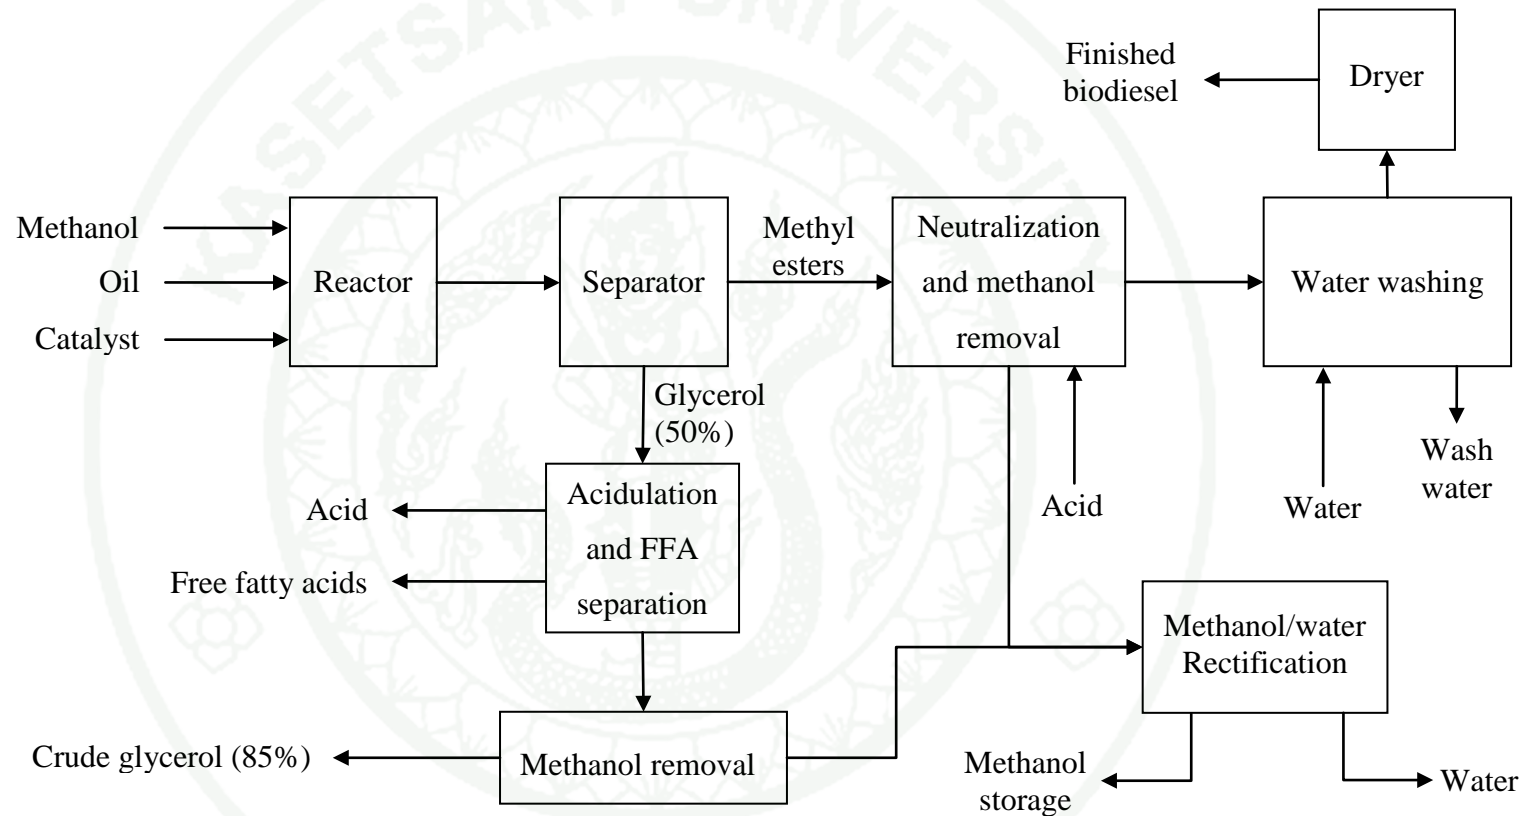 KASETSART UNIVERSITY
Finished
biodiesel
Dryer
Methanol
Oil
Catalyst
Reactor
Separator
Methyl
esters
Neutralization
and methanol
removal
Water washing
Glycerol
(50%)
Acid
Water
Wash
water
Acidulation
and FFA
separation
Acid
Free fatty acids
Methanol/water
Rectification
Crude glycerol (85%)
Methanol removal
Methanol
storage
Water